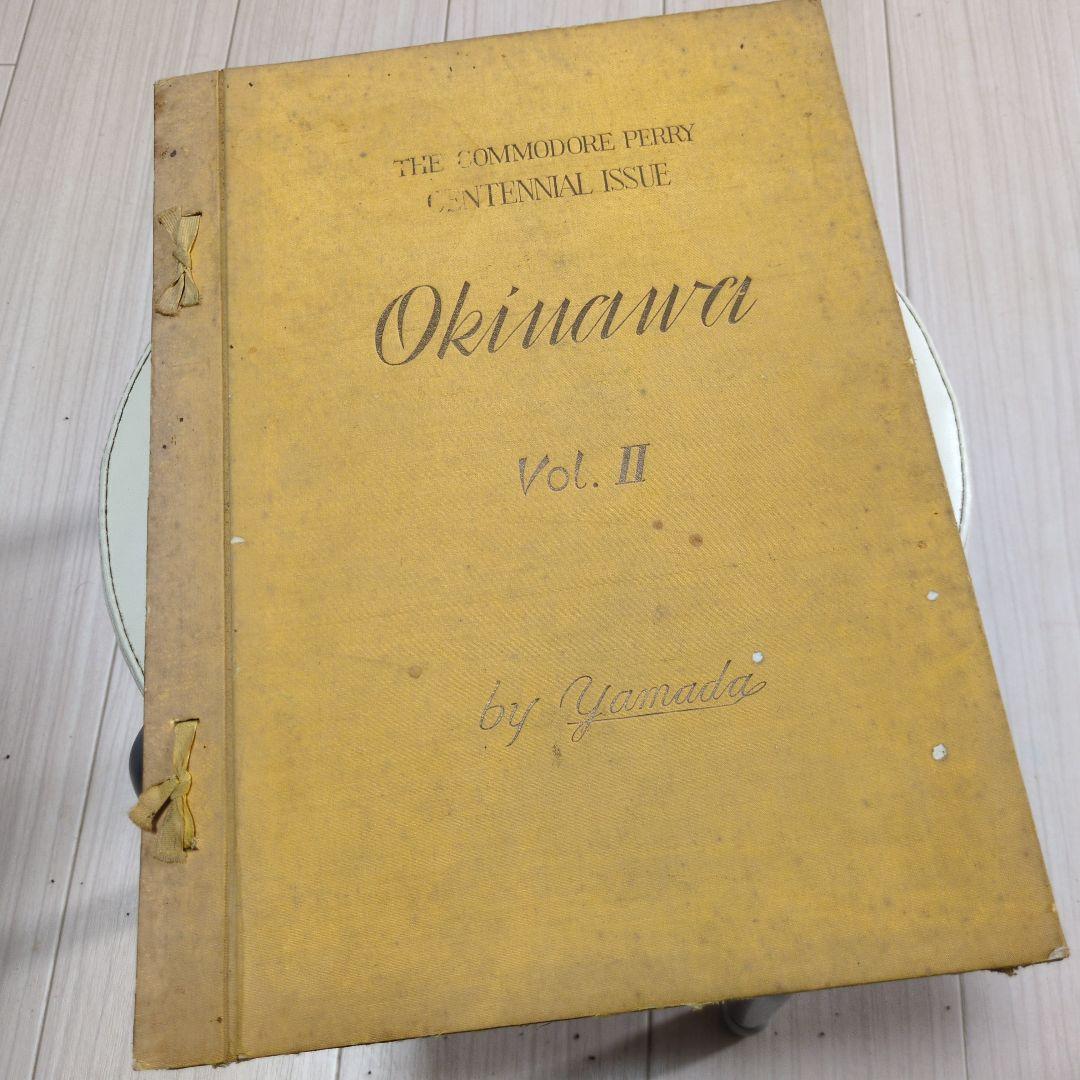 THE COMMODORE PERRY
CENTENNIAL ISSUE
Okinawa
Vol. II
by Yamada